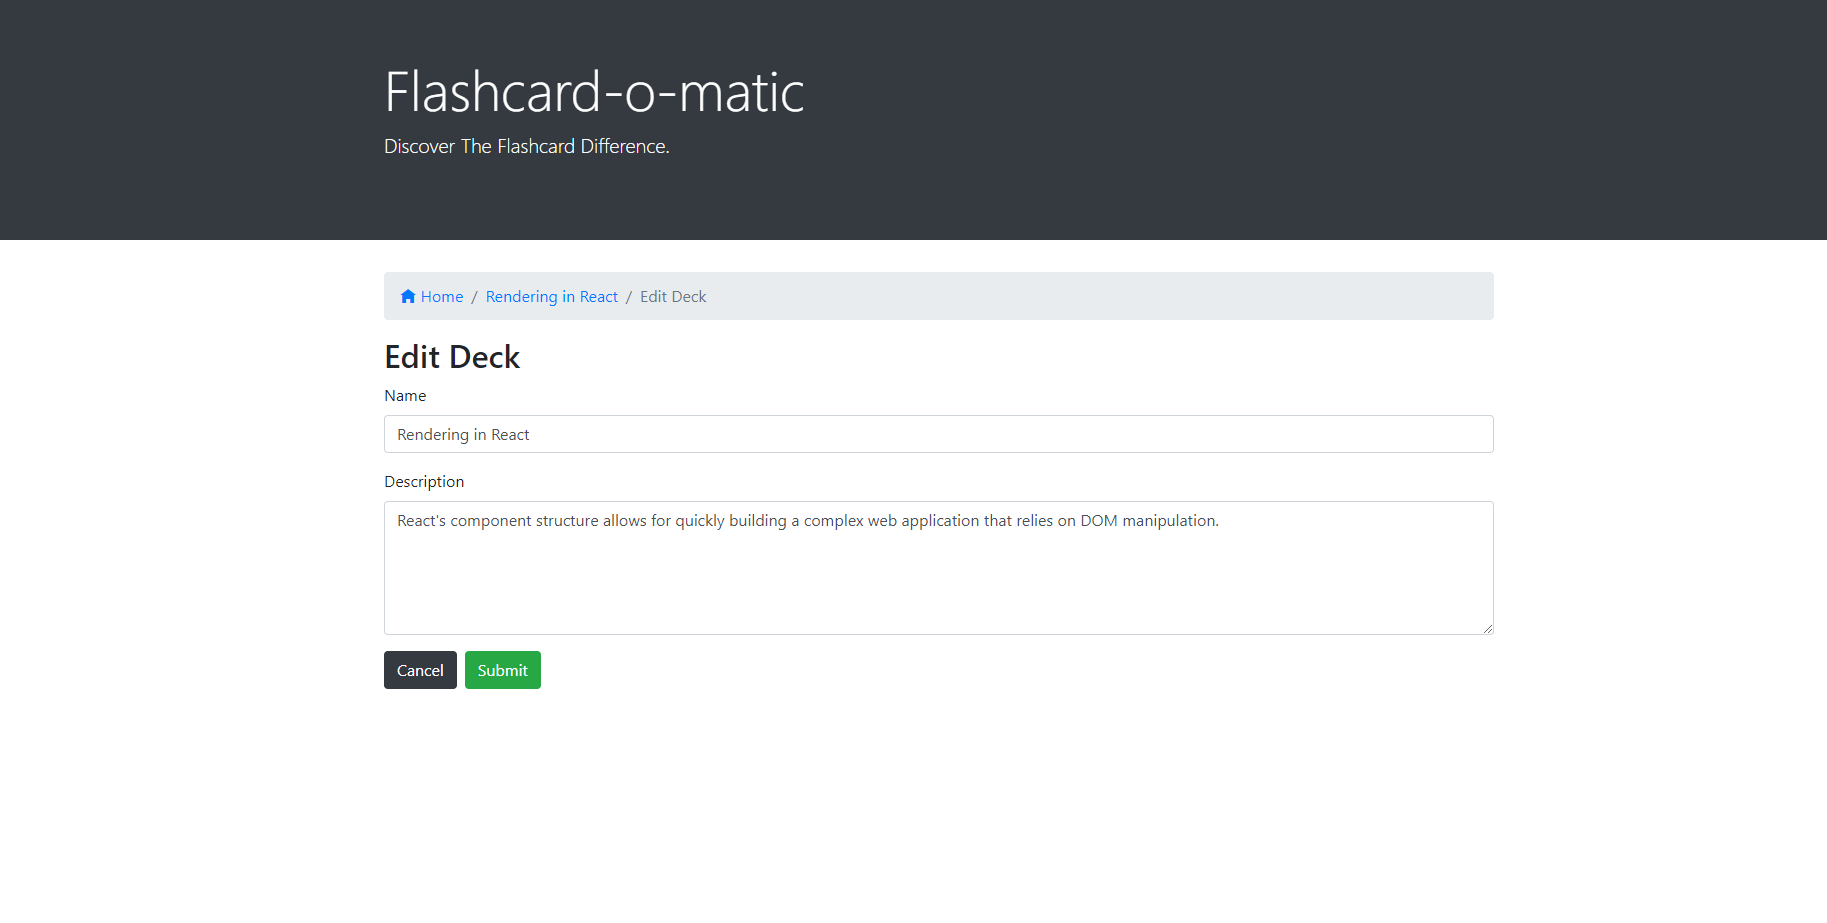 Flashcard-o-matic
Discover The Flashcard Difference.
Home / Rendering in React / Edit Deck
Edit Deck
Name
Rendering in React
Description
React's component structure allows for quickly building a complex web application that relies on DOM manipulation.
Cancel Submit